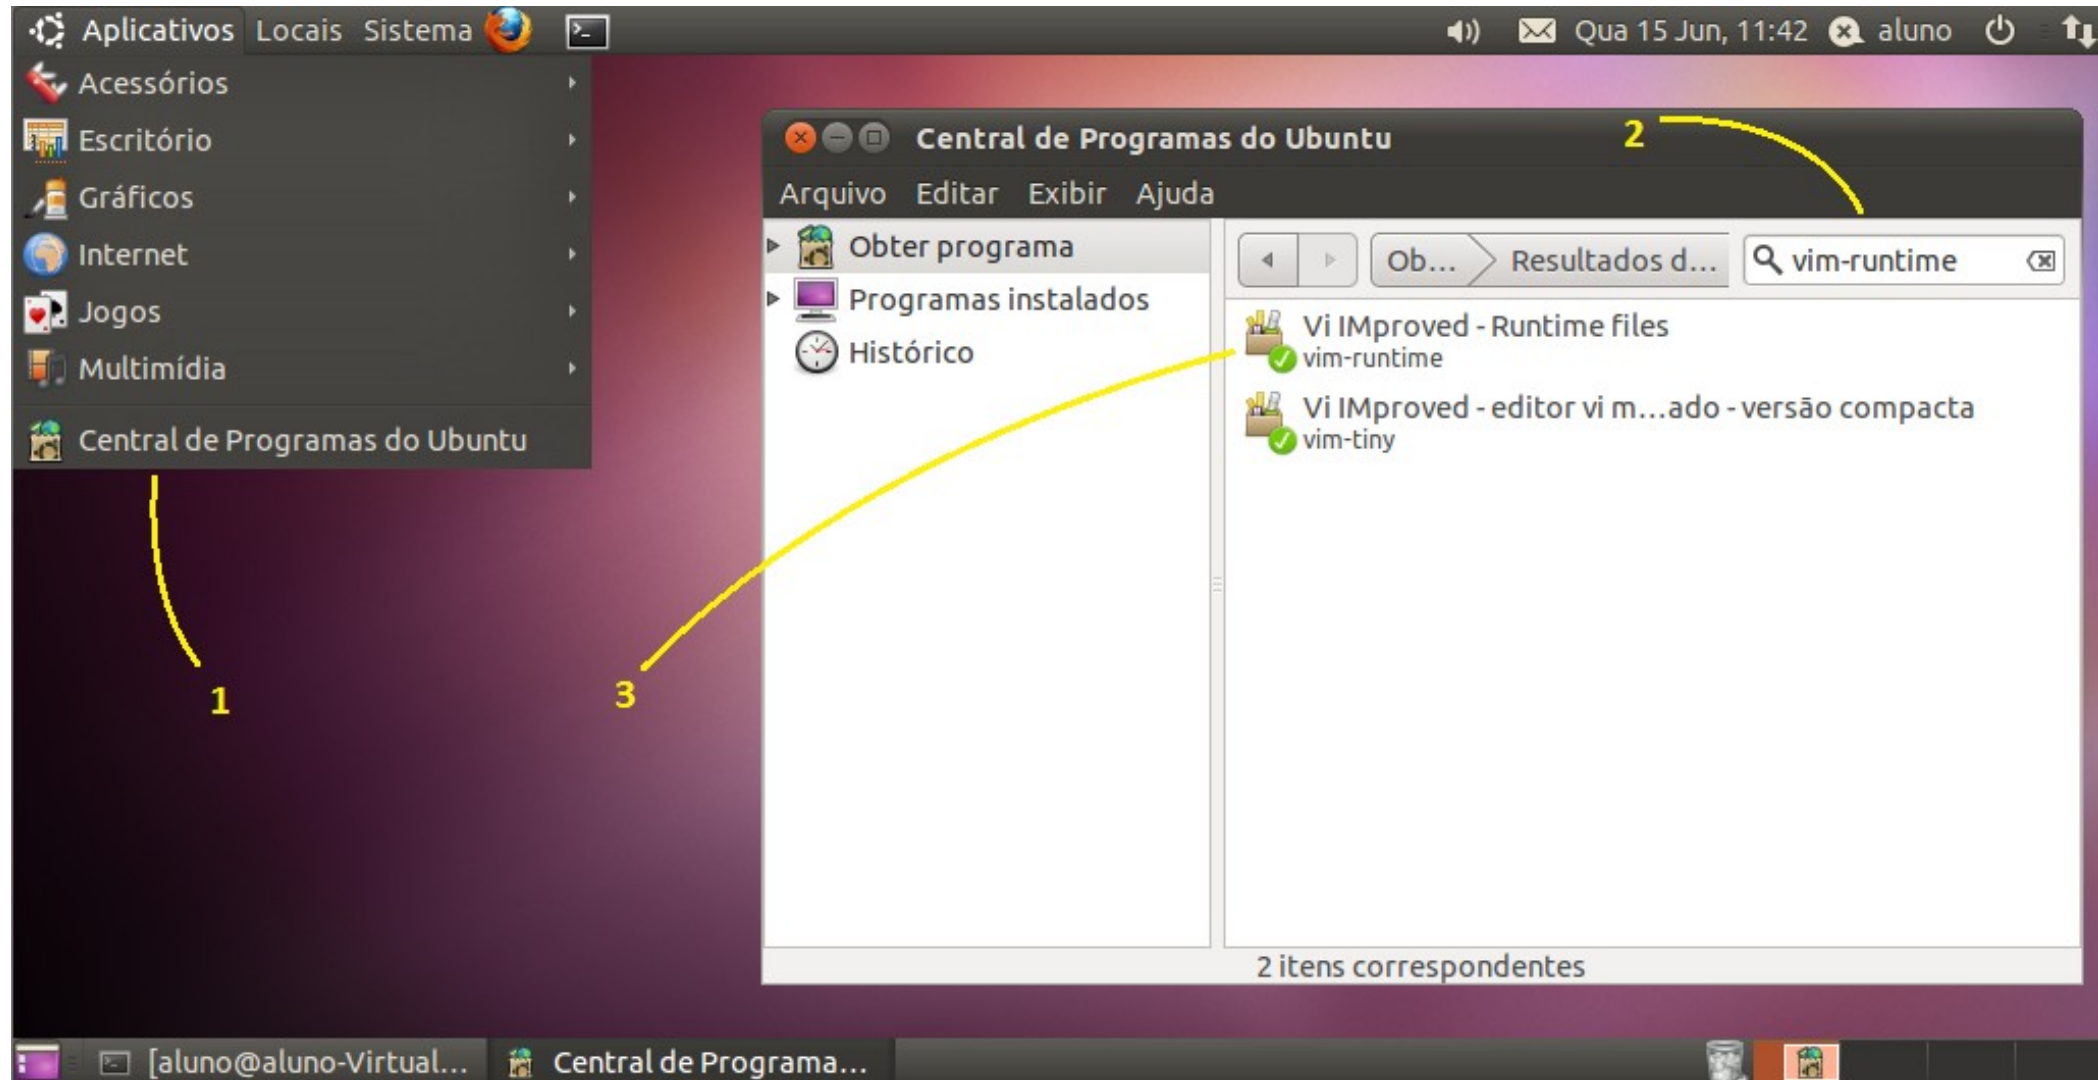 Aplicativos Locais Sistema Qua 15 Jun, 11:42 aluno
Acessórios
Escritório
Gráficos
Internet
Jogos
Multimídia
Central de Programas do Ubuntu
1
Central de Programas do Ubuntu
2
Arquivo Editar Exibir Ajuda
Obter programa
Programas instalados
Histórico
Ob... Resultados d... vim-runtime
Vi IMproved - Runtime files
vim-runtime
Vi IMproved - editor vi m...ado - versão compacta
vim-tiny
3
2 itens correspondentes
[aluno@aluno-Virtual... Central de Programa...